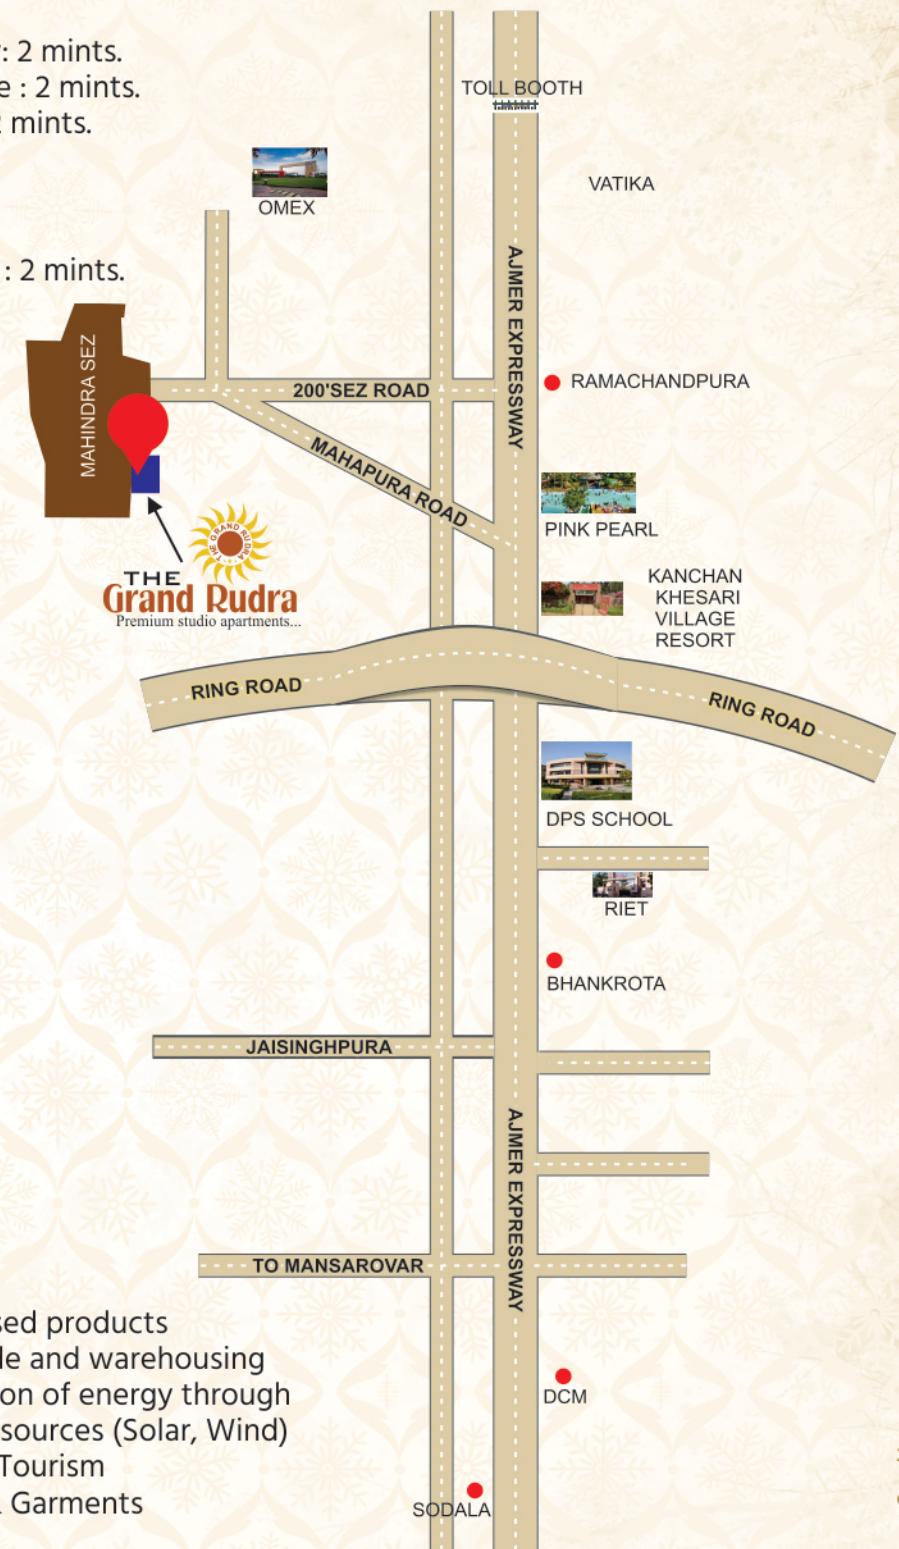 : 2 mints.
e : 2 mints.
2 mints.
: 2 mints.
TOLL BOOTH
VATIKA
OMEX
AJMER EXPRESSWAY
MAHINDRA SEZ
200'SEZ ROAD
RAMACHANDPURA
MAHAPURA ROAD
PINK PEARL
THE GRAND RUDRA
THE
Grand Rudra
Premium studio apartments...
KANCHAN
KHESARI
VILLAGE
RESORT
RING ROAD
RING ROAD
DPS SCHOOL
RIET
BHANKROTA
JAISINGHPURA
AJMER EXPRESSWAY
TO MANSAROVAR
sed products
le and warehousing
on of energy through
sources (Solar, Wind)
Tourism
Garments
DCM
SODALA